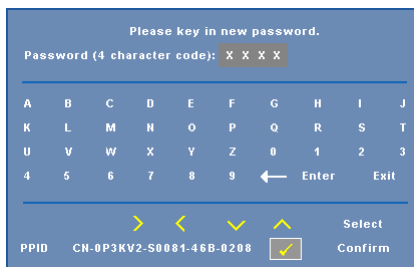 Please key in new password.
Password (4 character code): X X X X
A B C D E F G H I J
K L M N O P Q R S T
U V W X Y Z 0 1 2 3
4 5 6 7 8 9 ← Enter Exit
> < ∨ ∧ Select
PPID CN-0P3KV2-S0081-46B-0208 ✓ Confirm